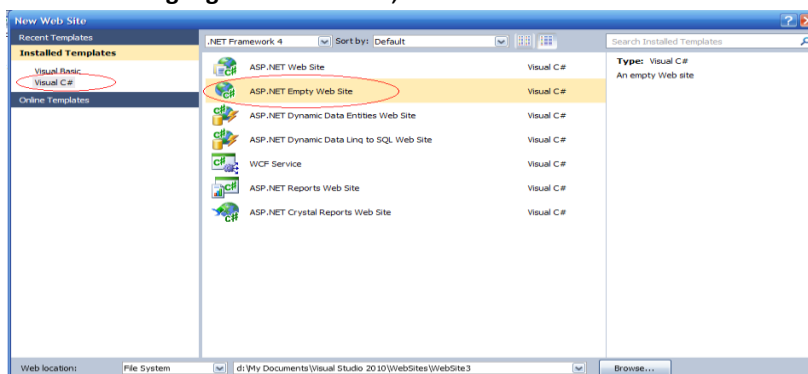 New Web Site
Recent Templates
.NET Framework 4
Sort by: Default
Search Installed Templates
Installed Templates
Visual Basic
Visual C#
Online Templates
ASP.NET Web Site Visual C#
ASP.NET Empty Web Site Visual C#
ASP.NET Dynamic Data Entities Web Site Visual C#
ASP.NET Dynamic Data Linq to SQL Web Site Visual C#
WCF Service Visual C#
ASP.NET Reports Web Site Visual C#
ASP.NET Crystal Reports Web Site Visual C#
Type: Visual C#
An empty Web site
Web location: File System d:\My Documents\Visual Studio 2010\WebSites\WebSite3 Browse...